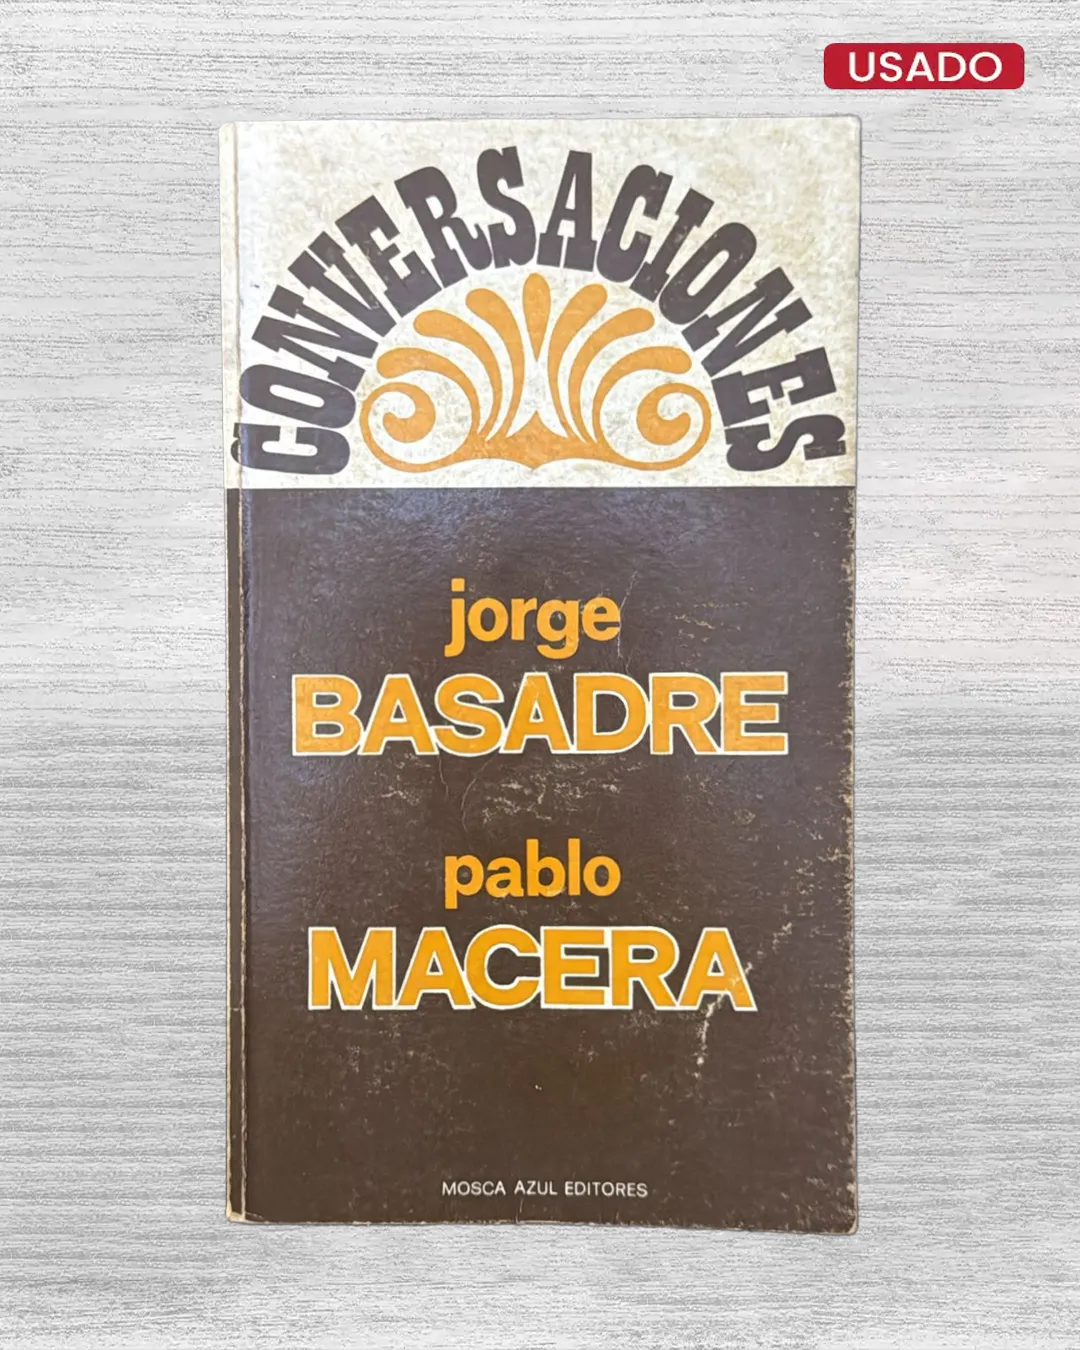 USADO
CONVERSACIONES
jorge
BASADRE
pablo
MACERA
MOSCA AZUL EDITORES